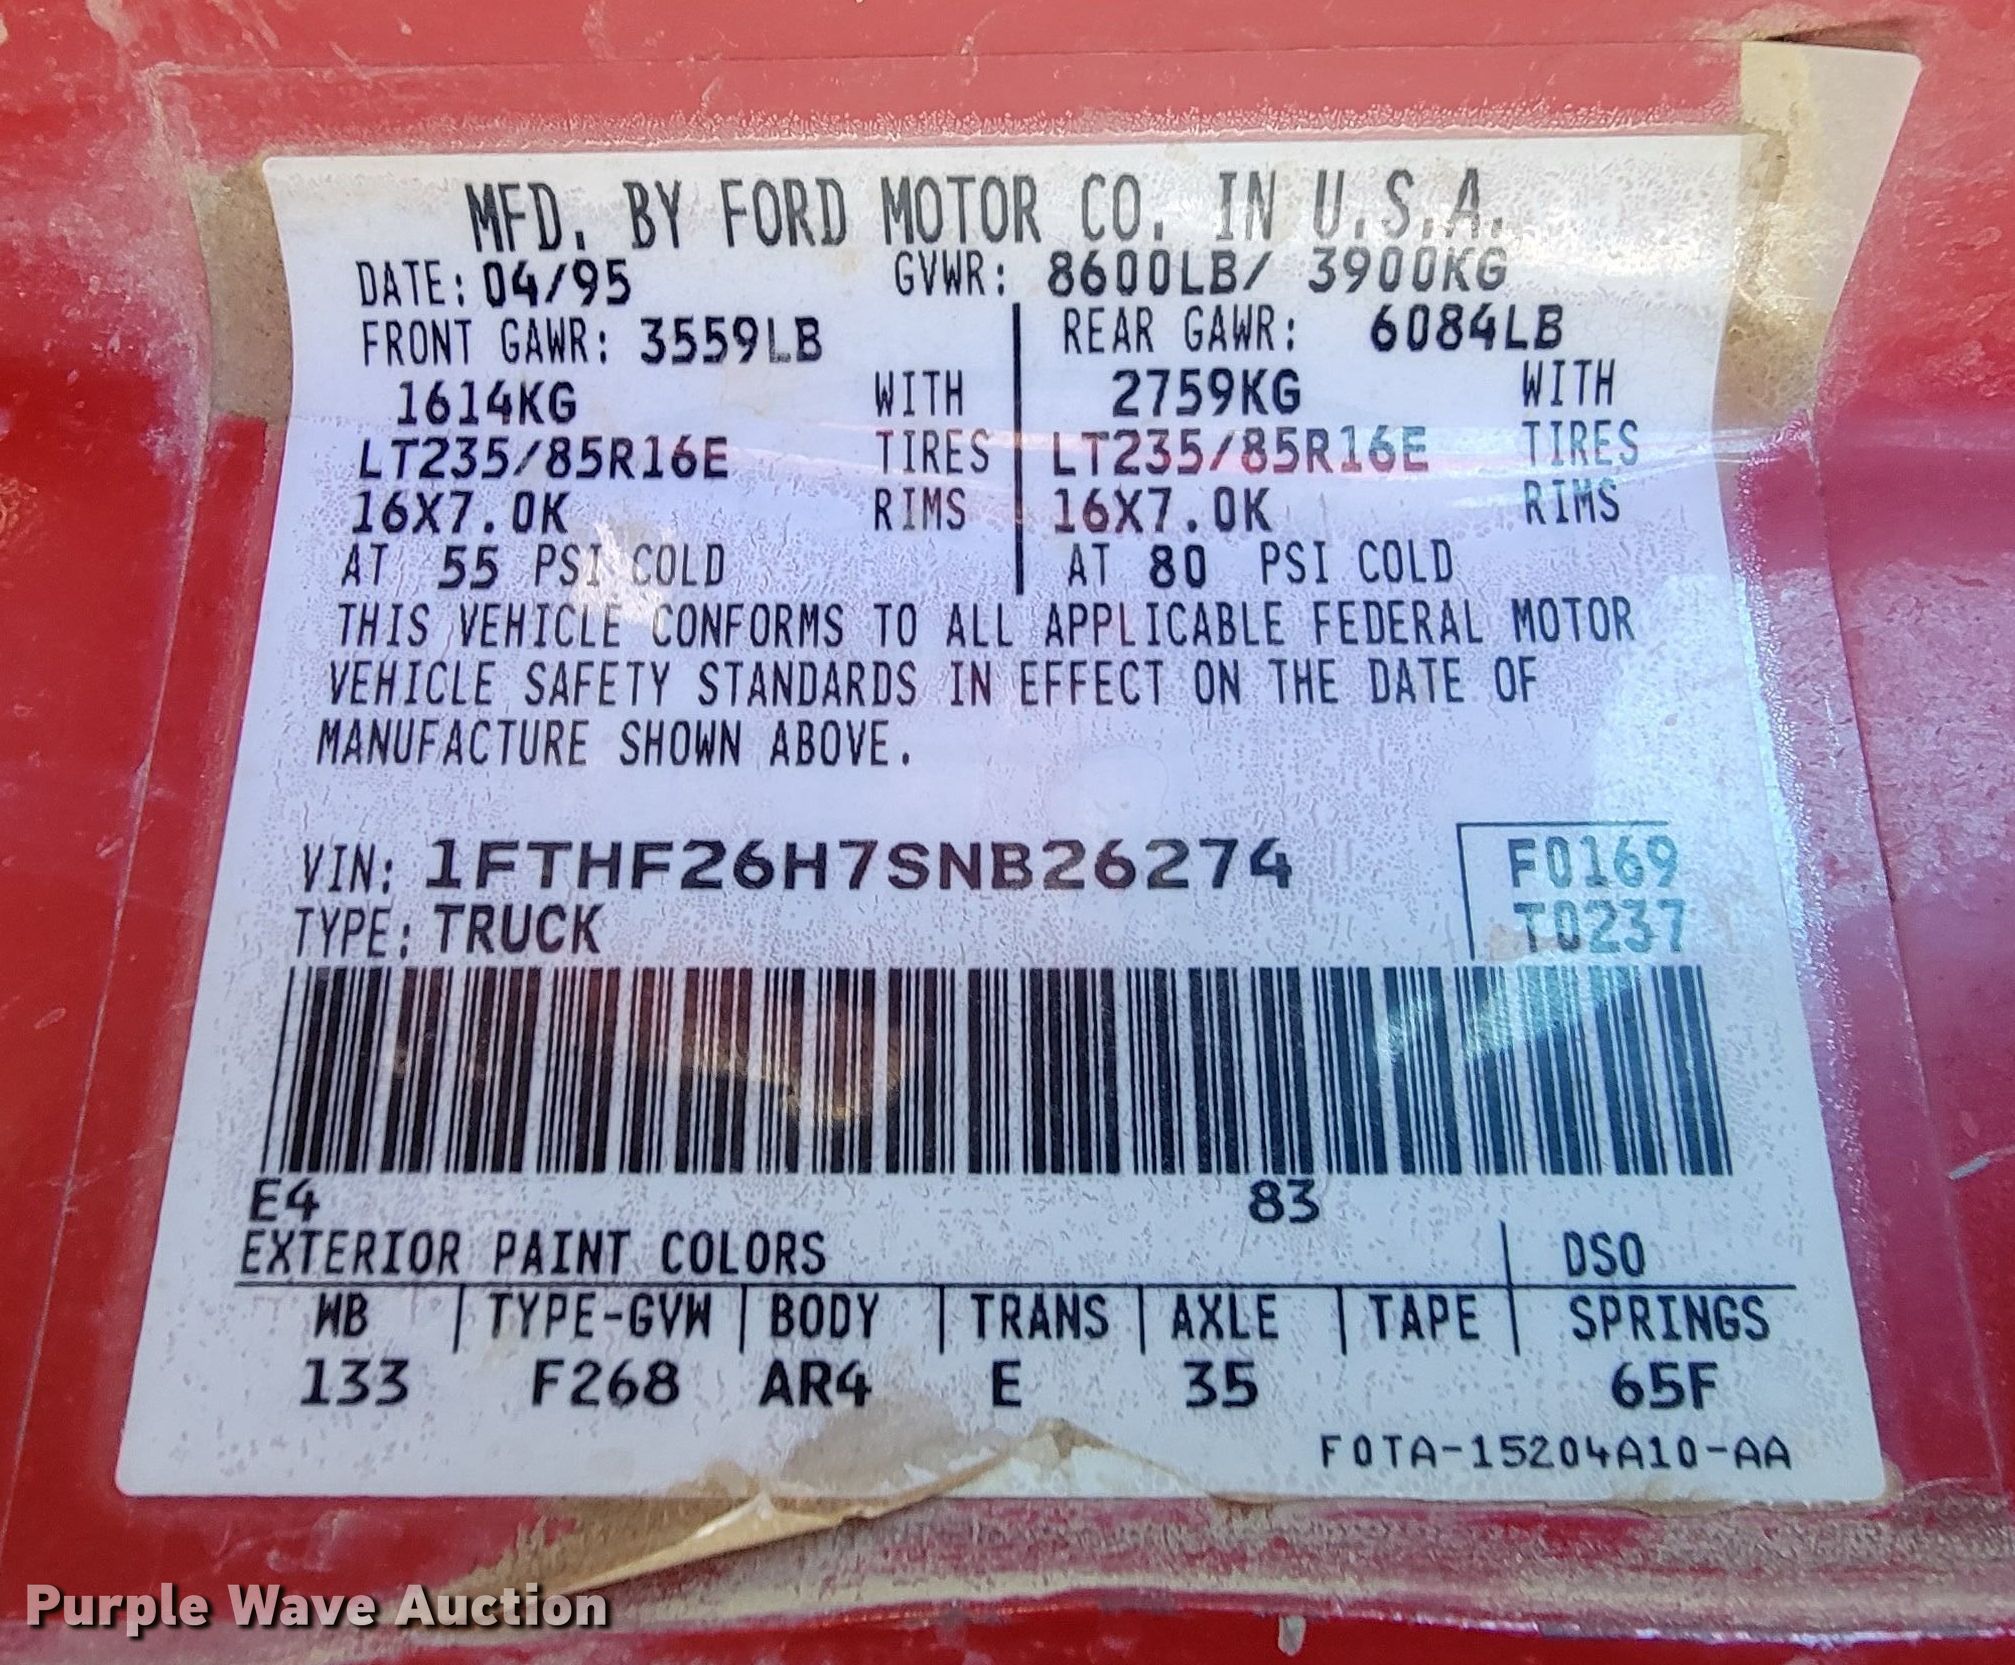 MFD. BY FORD MOTOR CO. IN U.S.A.
DATE: 04/95 GVWR: 8600LB/ 3900KG
FRONT GAWR: 3559LB REAR GAWR: 6084LB
1614KG WITH 2759KG WITH
LT235/85R16E TIRES LT235/85R16E TIRES
16X7.0K RIMS 16X7.0K RIMS
AT 55 PSI COLD AT 80 PSI COLD
THIS VEHICLE CONFORMS TO ALL APPLICABLE FEDERAL MOTOR
VEHICLE SAFETY STANDARDS IN EFFECT ON THE DATE OF
MANUFACTURE SHOWN ABOVE.
VIN: 1FTHF26H7SNB26274 F0169
TYPE: TRUCK T0237
E4 83
EXTERIOR PAINT COLORS DSO
WB TYPE-GVW BODY TRANS AXLE TAPE SPRINGS
133 F268 AR4 E 35 65F
F0TA-15204A10-AA
Purple Wave Auction